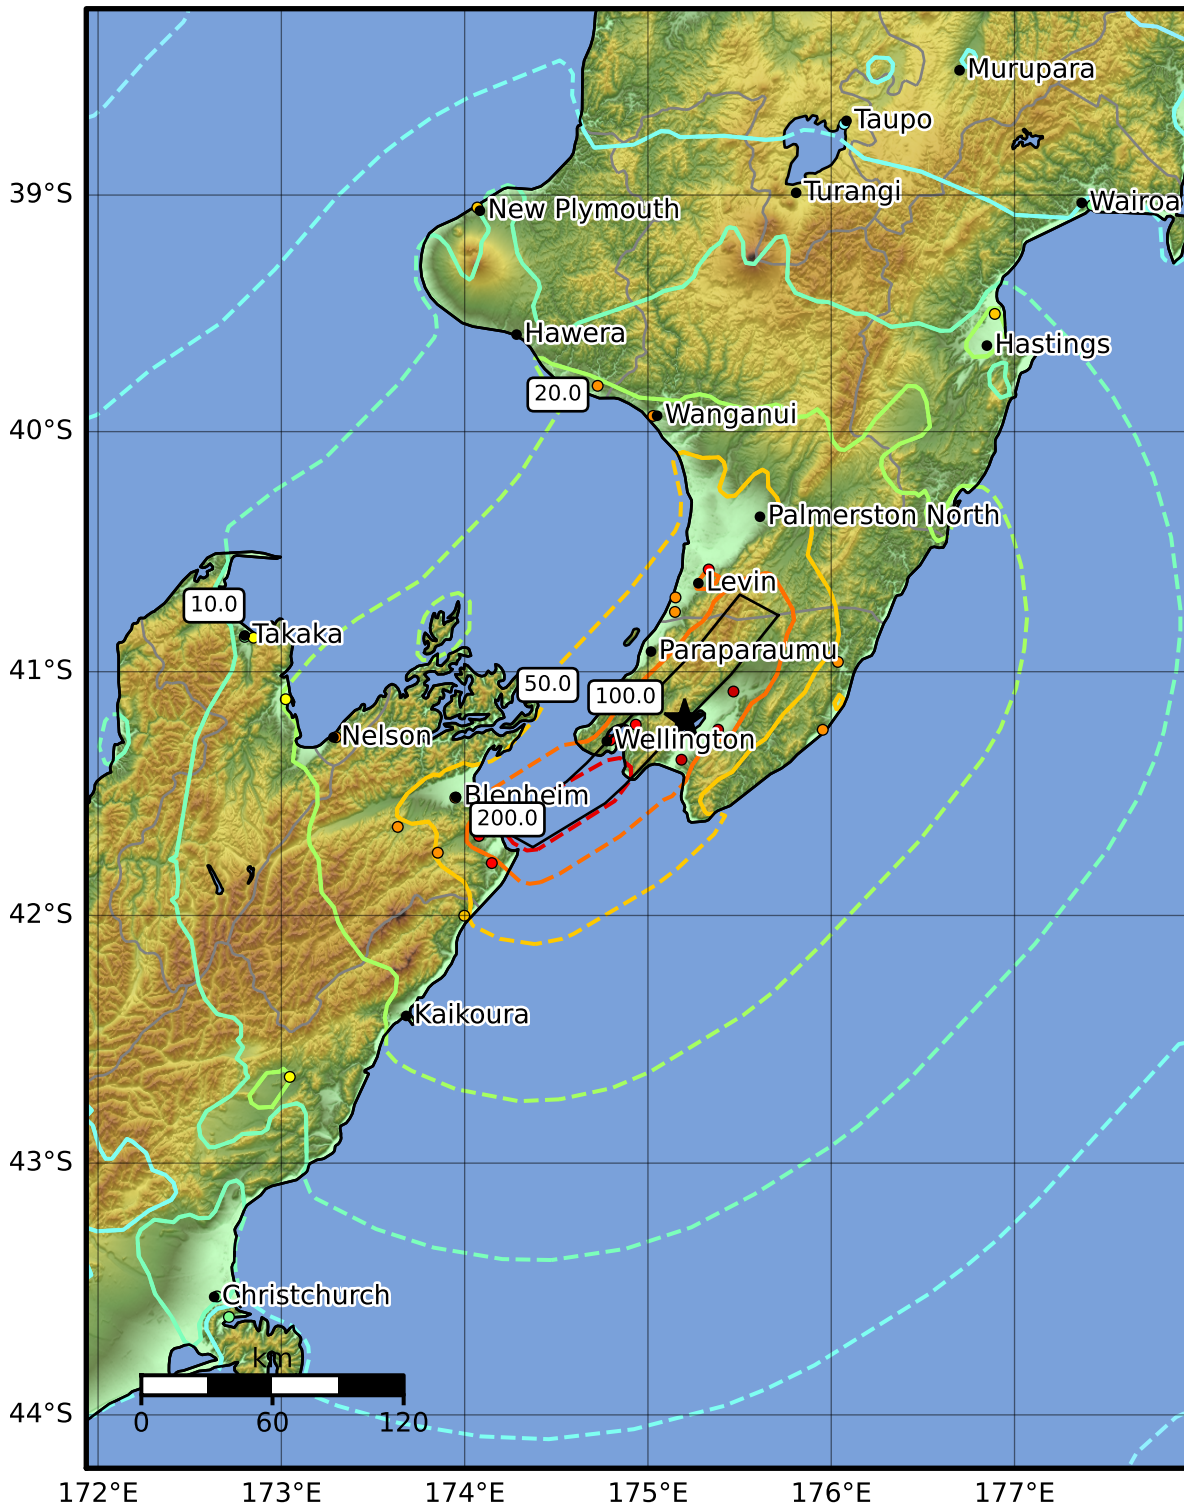 Murupara
Taupo
39°S
Turangi
Wairoa
New Plymouth
Hawera
Hastings
20.0
Wanganui
40°S
Palmerston North
Levin
10.0
Takaka
Paraparaumu
41°S
50.0
100.0
Nelson
Wellington
Blenheim
200.0
42°S
Kaikoura
43°S
Christchurch
km
0 60 120
44°S
172°E 173°E 174°E 175°E 176°E 177°E